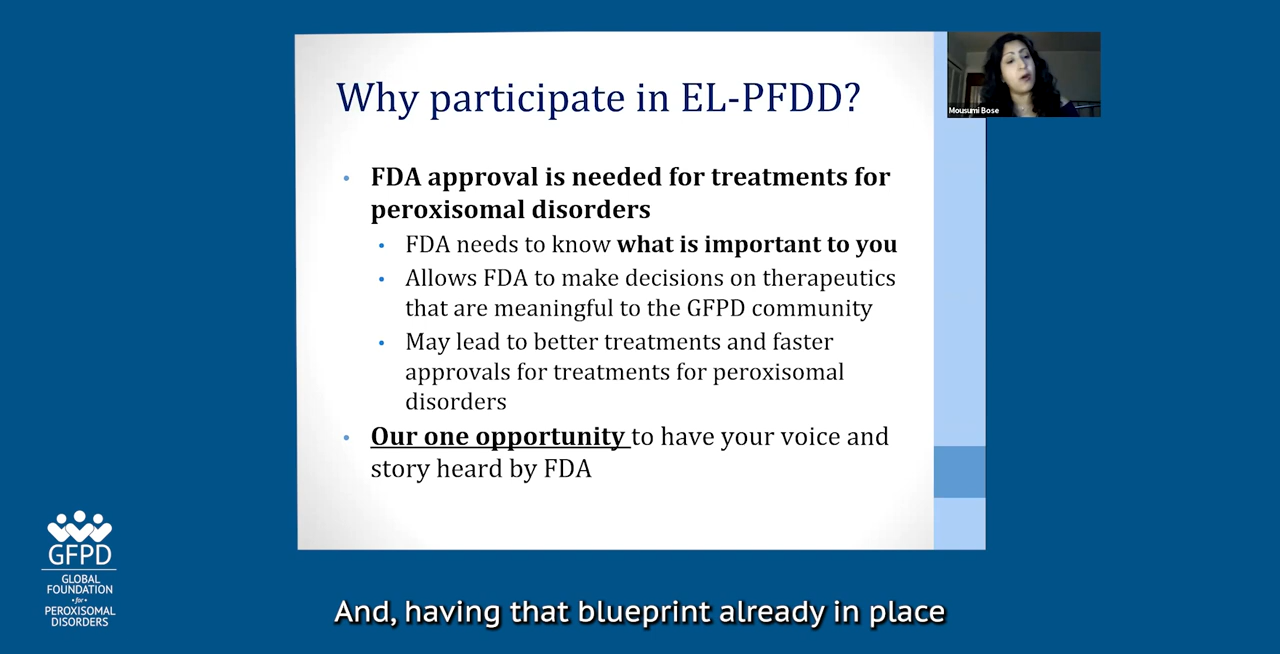 Why participate in EL-PFDD?
• FDA approval is needed for treatments for
peroxisomal disorders
• FDA needs to know what is important to you
• Allows FDA to make decisions on therapeutics
that are meaningful to the GFPD community
• May lead to better treatments and faster
approvals for treatments for peroxisomal
disorders
• Our one opportunity to have your voice and
story heard by FDA
Mousumi Bose
GFPD
GLOBAL
FOUNDATION
•for•
PEROXISOMAL
DISORDERS
And, having that blueprint already in place